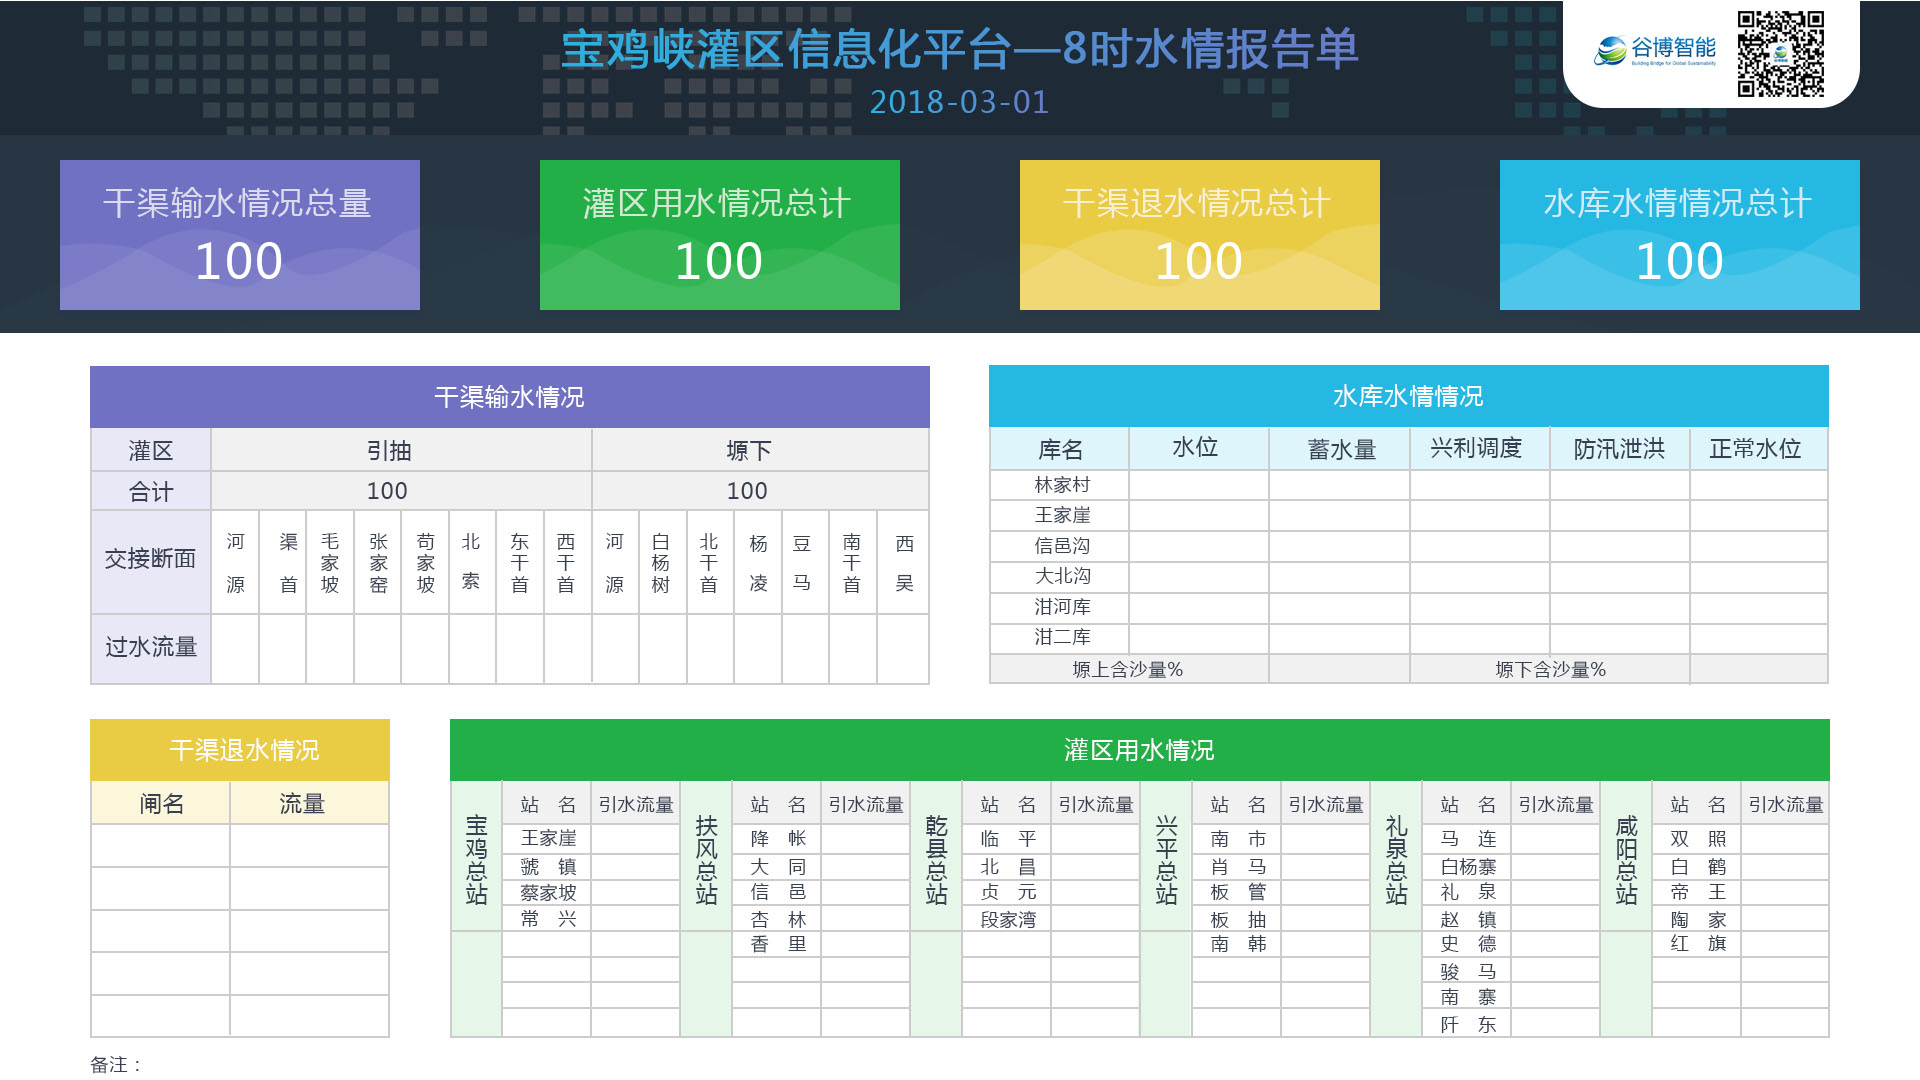 宝鸡峡灌区信息化平台—8时水情报告单
2018-03-01
谷博智能
Building Bridge for Global Sustainability
干渠输水情况总量
100
灌区用水情况总计
100
干渠退水情况总计
100
水库水情情况总计
100
干渠输水情况
灌区 引抽 塬下
合计 100 100
交接断面 河源 渠首 毛家坡 张家窑 苟家坡 北索 东干首 西干首 河源 白杨树 北干首 杨凌 豆马 南干首 西吴
过水流量
水库水情情况
库名 水位 蓄水量 兴利调度 防汛泄洪 正常水位
林家村
王家崖
信邑沟
大北沟
泔河库
泔二库
塬上含沙量% 塬下含沙量%
干渠退水情况
闸名 流量
灌区用水情况
宝鸡总站 站 名 引水流量 扶风总站 站 名 引水流量 乾县总站 站 名 引水流量 兴平总站 站 名 引水流量 礼泉总站 站 名 引水流量 咸阳总站 站 名 引水流量
王家崖 降 帐 临 平 南 市 马 连 双 照
虢 镇 大 同 北 昌 肖 马 白杨寨 白 鹤
蔡家坡 信 邑 贞 元 板 管 礼 泉 帝 王
常 兴 杏 林 段家湾 板 抽 赵 镇 陶 家
香 里 南 韩 史 德 红 旗
骏 马
南 寨
阡 东
备注：